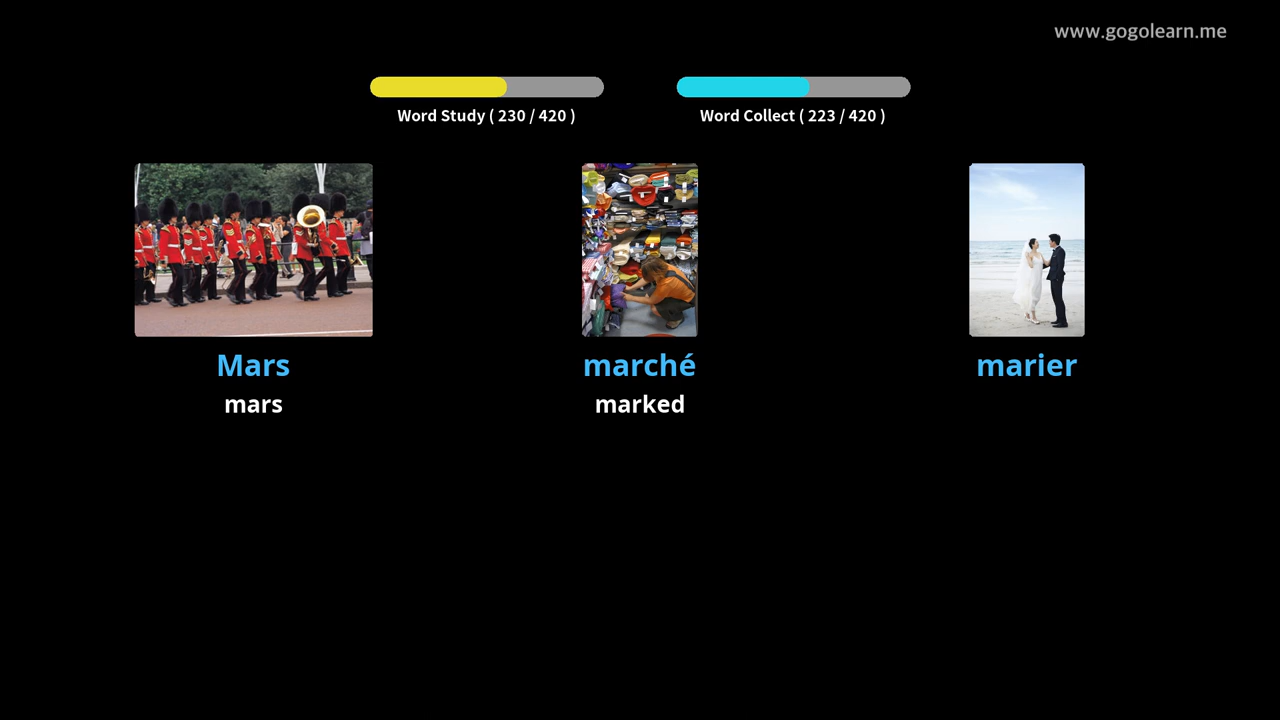 www.gogolearn.me
Word Study ( 230 / 420 )
Word Collect ( 223 / 420 )
Mars
marché
marier
mars
marked